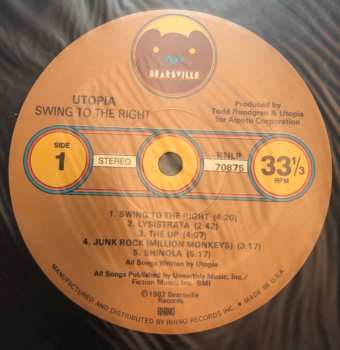 BEARSVILLE
UTOPIA
SWING TO THE RIGHT
Produced by
Todd Rundgren & Utopia
for Alpotu Corporation
SIDE
1
STEREO
RNLP
70875
33 1/3
RPM
1. SWING TO THE RIGHT (4:20)
2. LYSISTRATA (2:42)
3. THE UP (4:07)
4. JUNK ROCK (MILLION MONKEYS) (3:17)
5. SHINOLA (5:17)
All Songs Written by Utopia
All Songs Published by Unearthly Music, Inc./
Fiction Music, Inc. BMI
©1982 Bearsville
Records
RHINO
MANUFACTURED AND DISTRIBUTED BY RHINO RECORDS INC. • MADE IN U.S.A.